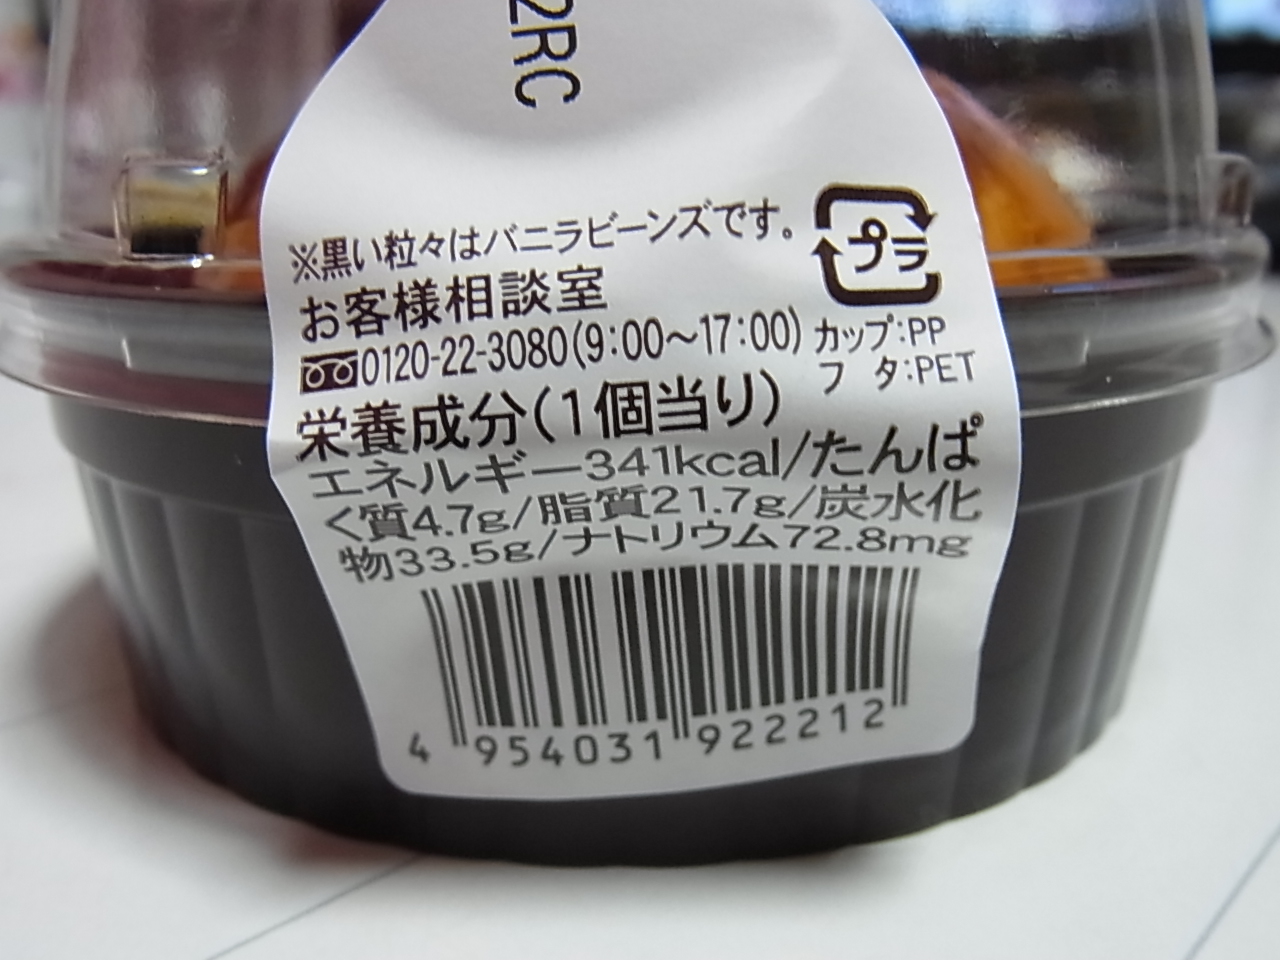 2RC
※黒い粒々はバニラビーンズです。
お客様相談室
0120-22-3080(9:00～17:00)
プラ
カップ:PP
フタ:PET
栄養成分(1個当り)
エネルギー341kcal/たんぱ
く質4.7g/脂質21.7g/炭水化
物33.5g/ナトリウム72.8mg
4 954031 922212